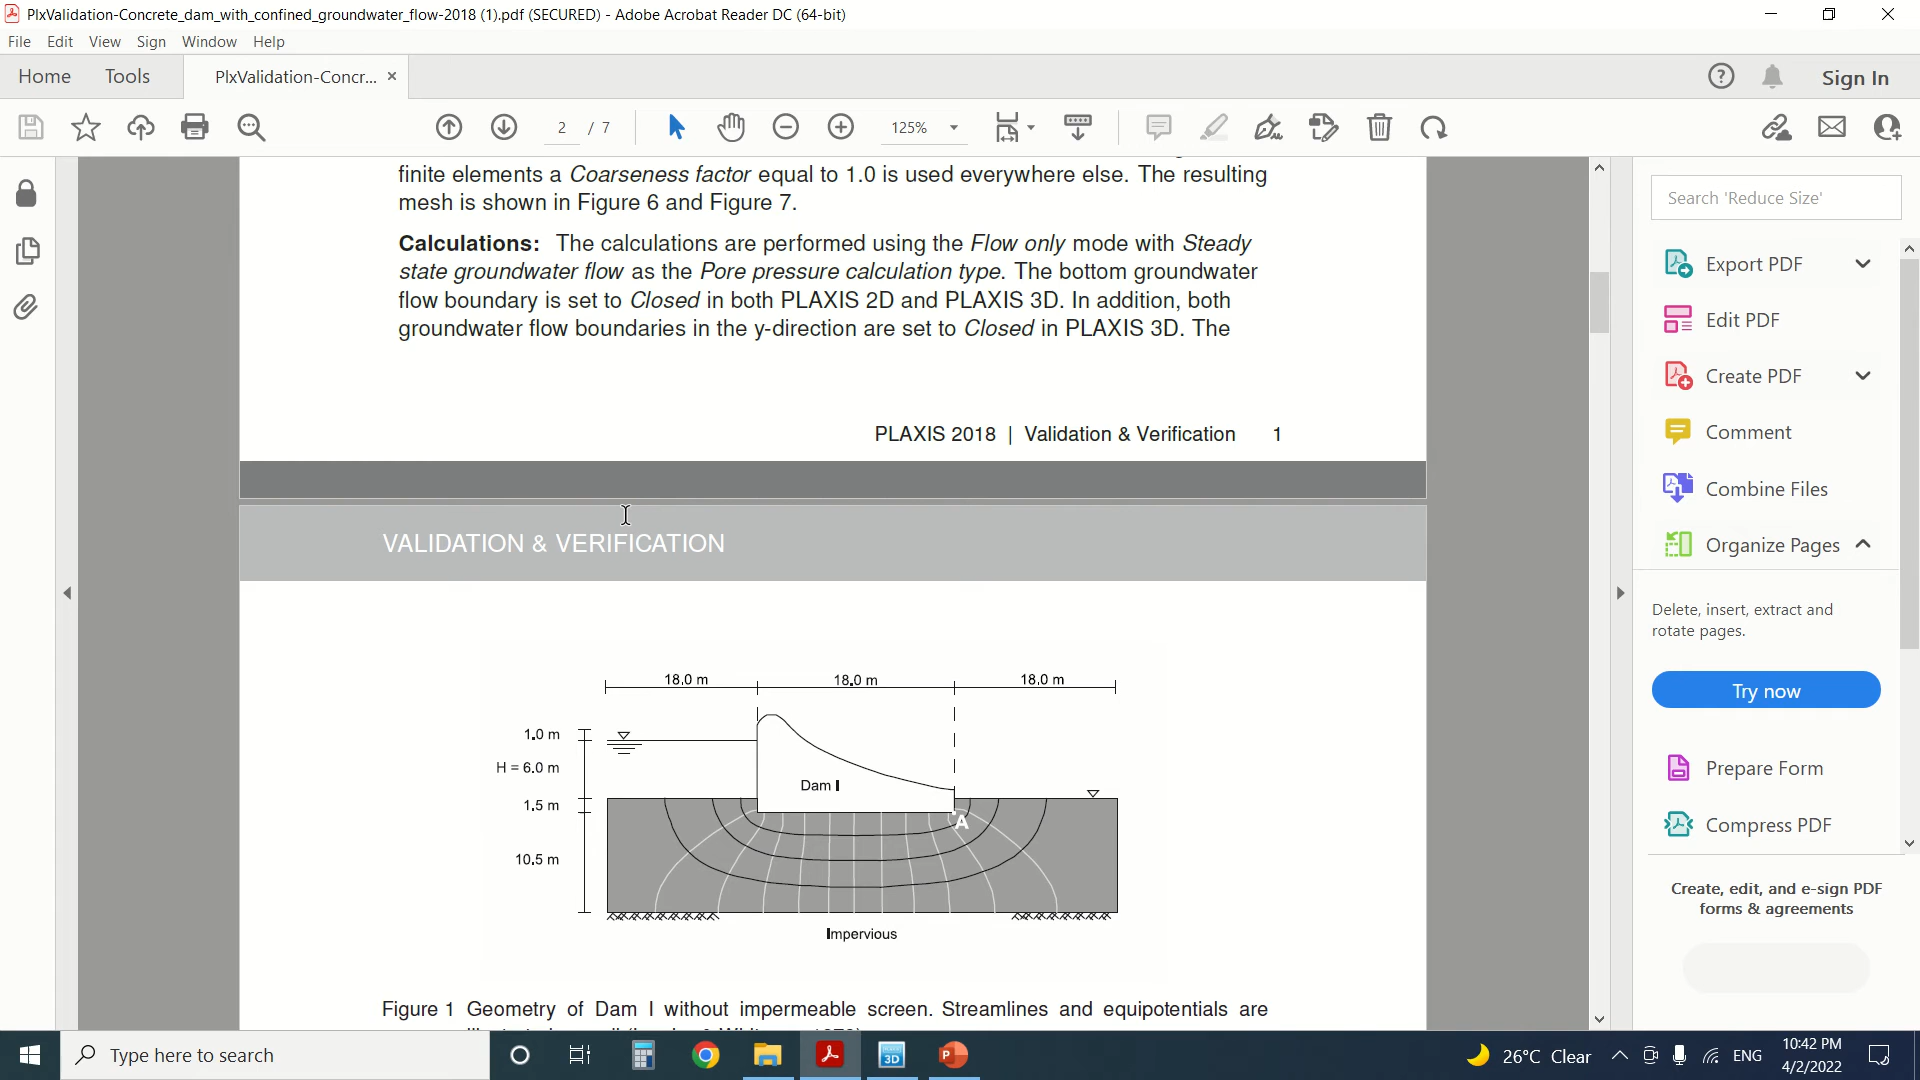 PlxValidation-Concrete_dam_with_confined_groundwater_flow-2018 (1).pdf (SECURED) - Adobe Acrobat Reader DC (64-bit)
File Edit View Sign Window Help
Home Tools PlxValidation-Concr... × Sign In
2 / 7 125%
finite elements a Coarseness factor equal to 1.0 is used everywhere else. The resulting
mesh is shown in Figure 6 and Figure 7.
Calculations: The calculations are performed using the Flow only mode with Steady
state groundwater flow as the Pore pressure calculation type. The bottom groundwater
flow boundary is set to Closed in both PLAXIS 2D and PLAXIS 3D. In addition, both
groundwater flow boundaries in the y-direction are set to Closed in PLAXIS 3D. The
PLAXIS 2018 | Validation & Verification 1
VALIDATION & VERIFICATION
18.0 m 18.0 m 18.0 m
1.0 m
H = 6.0 m
Dam I
1.5 m
A
10.5 m
Impervious
Figure 1 Geometry of Dam I without impermeable screen. Streamlines and equipotentials are
Search 'Reduce Size'
Export PDF
Edit PDF
Create PDF
Comment
Combine Files
Organize Pages
Delete, insert, extract and
rotate pages.
Try now
Prepare Form
Compress PDF
Create, edit, and e-sign PDF
forms & agreements
Type here to search
3D
P
26°C Clear
ENG
10:42 PM
4/2/2022